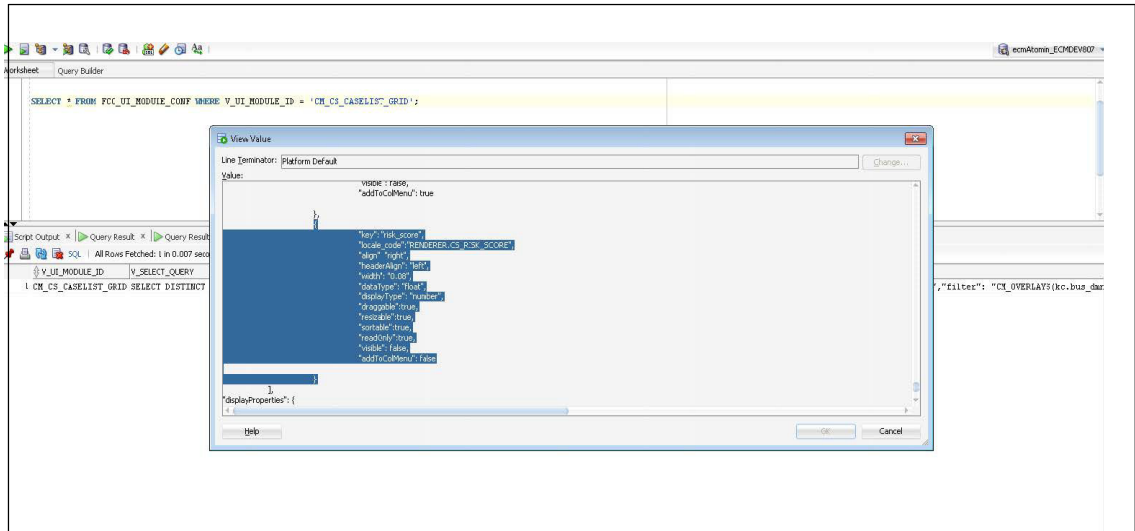 ecmAtomin_ECMDEV807
Worksheet Query Builder
SELECT * FROM FCC_UI_MODULE_CONF WHERE V_UI_MODULE_ID = 'CM_CS_CASELIST_GRID';
View Value
Line Terminator: Platform Default Change...
Value:
"visible": false,
"addToColMenu": true
},
{
"key": "risk_score",
"locale_code":"RENDERER.CS_RISK_SCORE",
"align" "right",
"headerAlign": "left",
"width": "0.08",
"dataType": "float",
"displayType": "number",
"draggable":true,
"resizable":true,
"sortable":true,
"readOnly":true,
"visible": false,
"addToColMenu": false
}
],
"displayProperties": {
Help OK Cancel
Script Output x Query Result x Query Result
SQL | All Rows Fetched: 1 in 0.007 seco
V_UI_MODULE_ID V_SELECT_QUERY
1 CM_CS_CASELIST_GRID SELECT DISTINCT ","filter": "CM_OVERLAYS(kc.bus_dmn